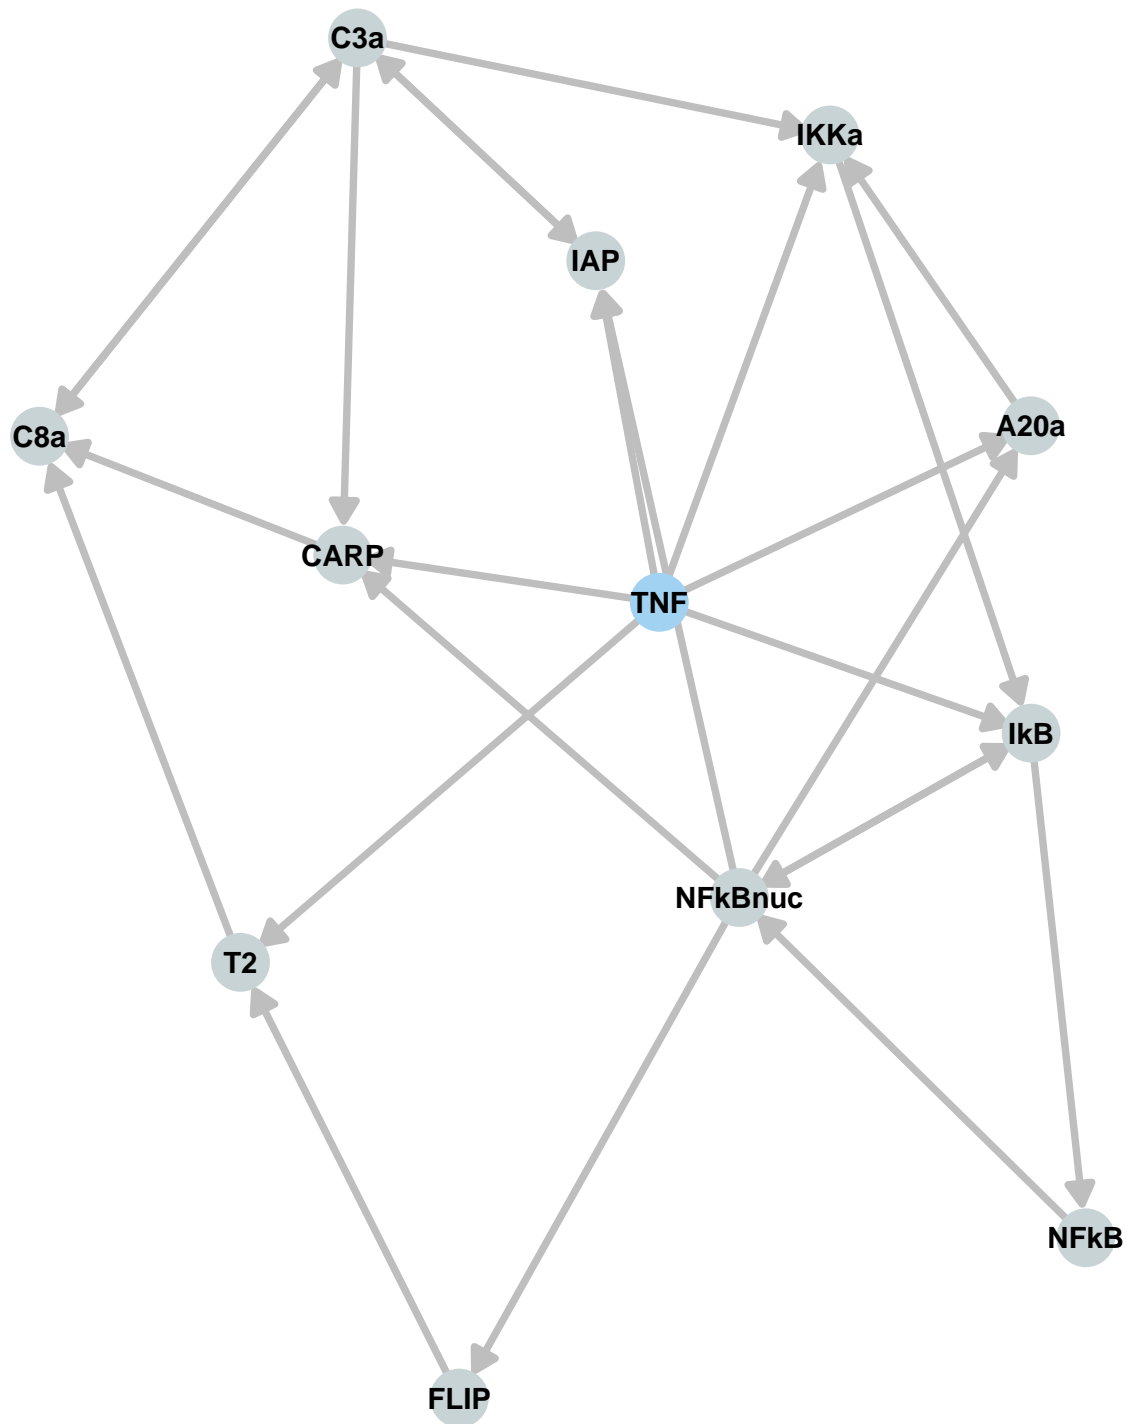 C3a
IKKa
IAP
A20a
C8a
CARP
TNF
IkB
NFkBnuc
T2
NFkB
FLIP